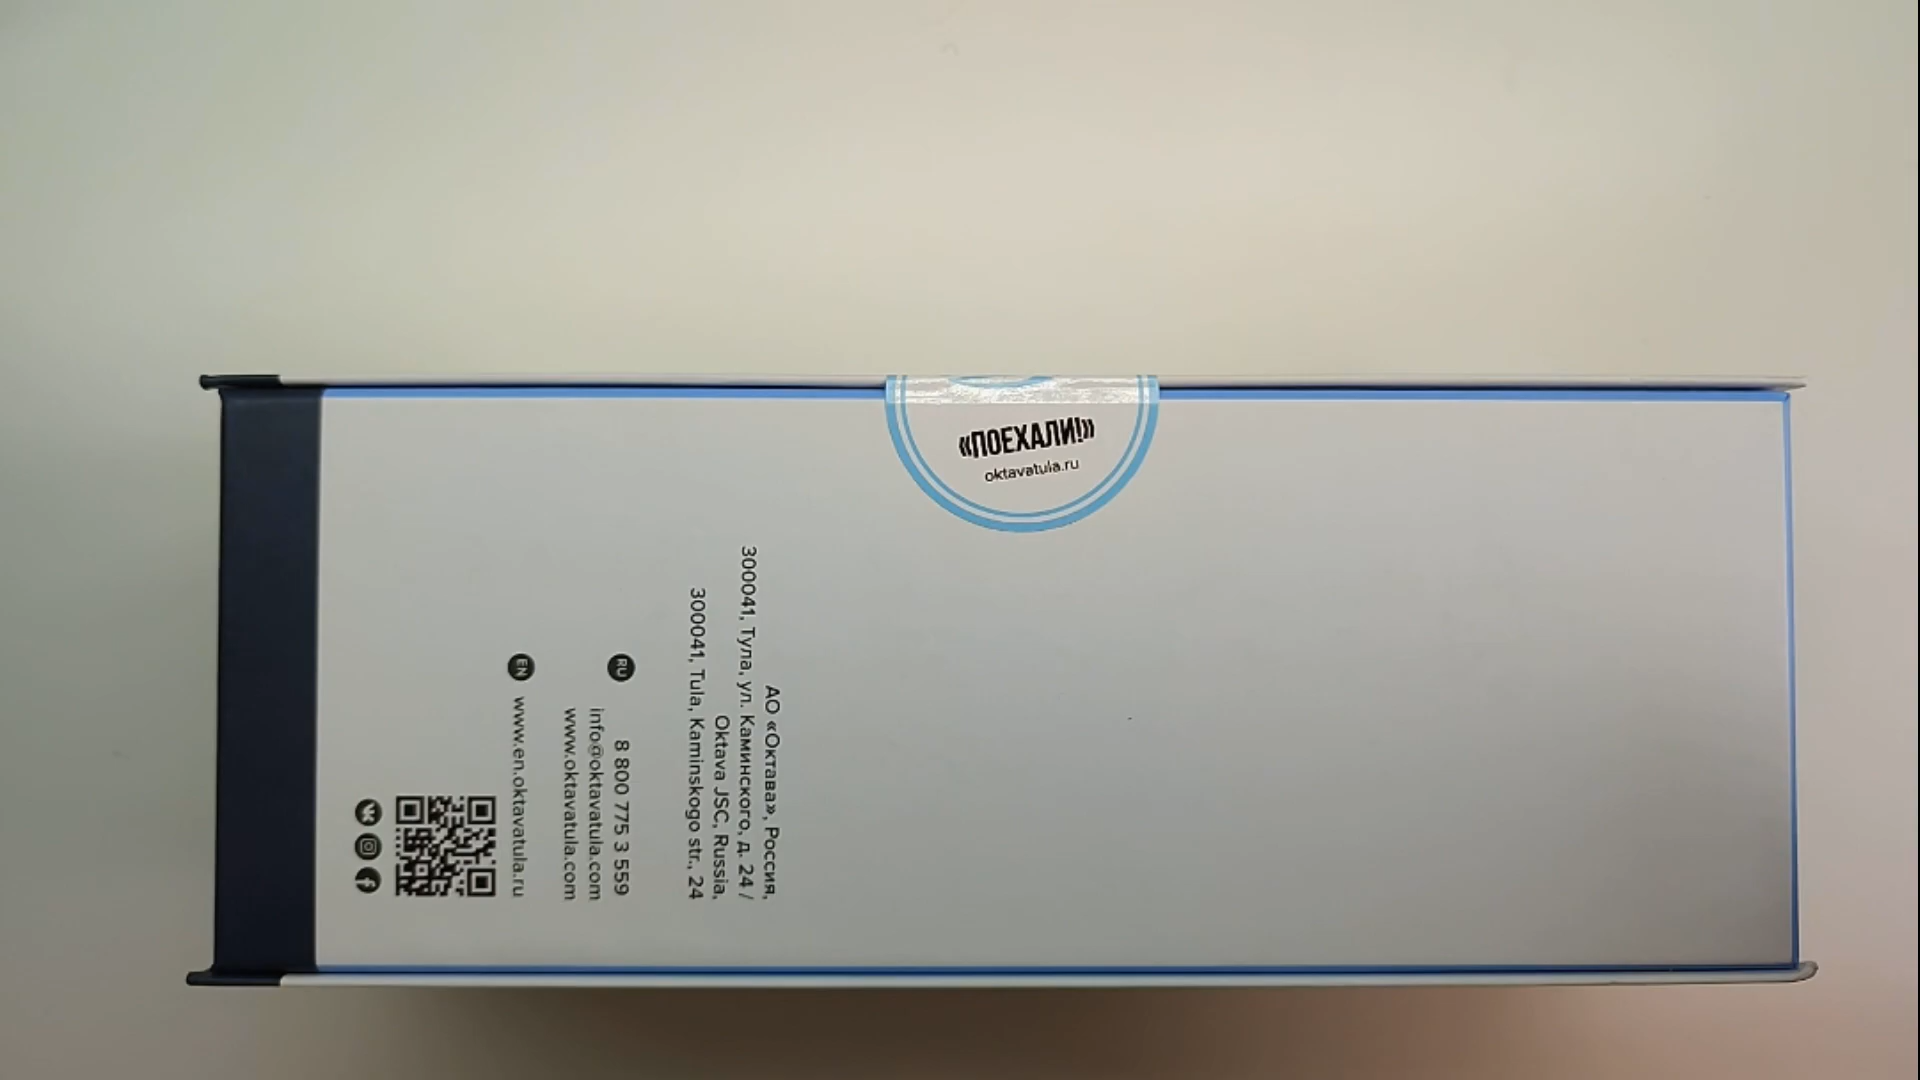 «ПОЕХАЛИ!»
oktavatula.ru
АО «Октава», Россия,
300041, Тула, ул. Каминского, д. 24 /
Oktava JSC, Russia,
300041, Tula, Kaminskogo str., 24
RU 8 800 775 3 559
info@oktavatula.com
www.oktavatula.com
EN www.en.oktavatula.ru